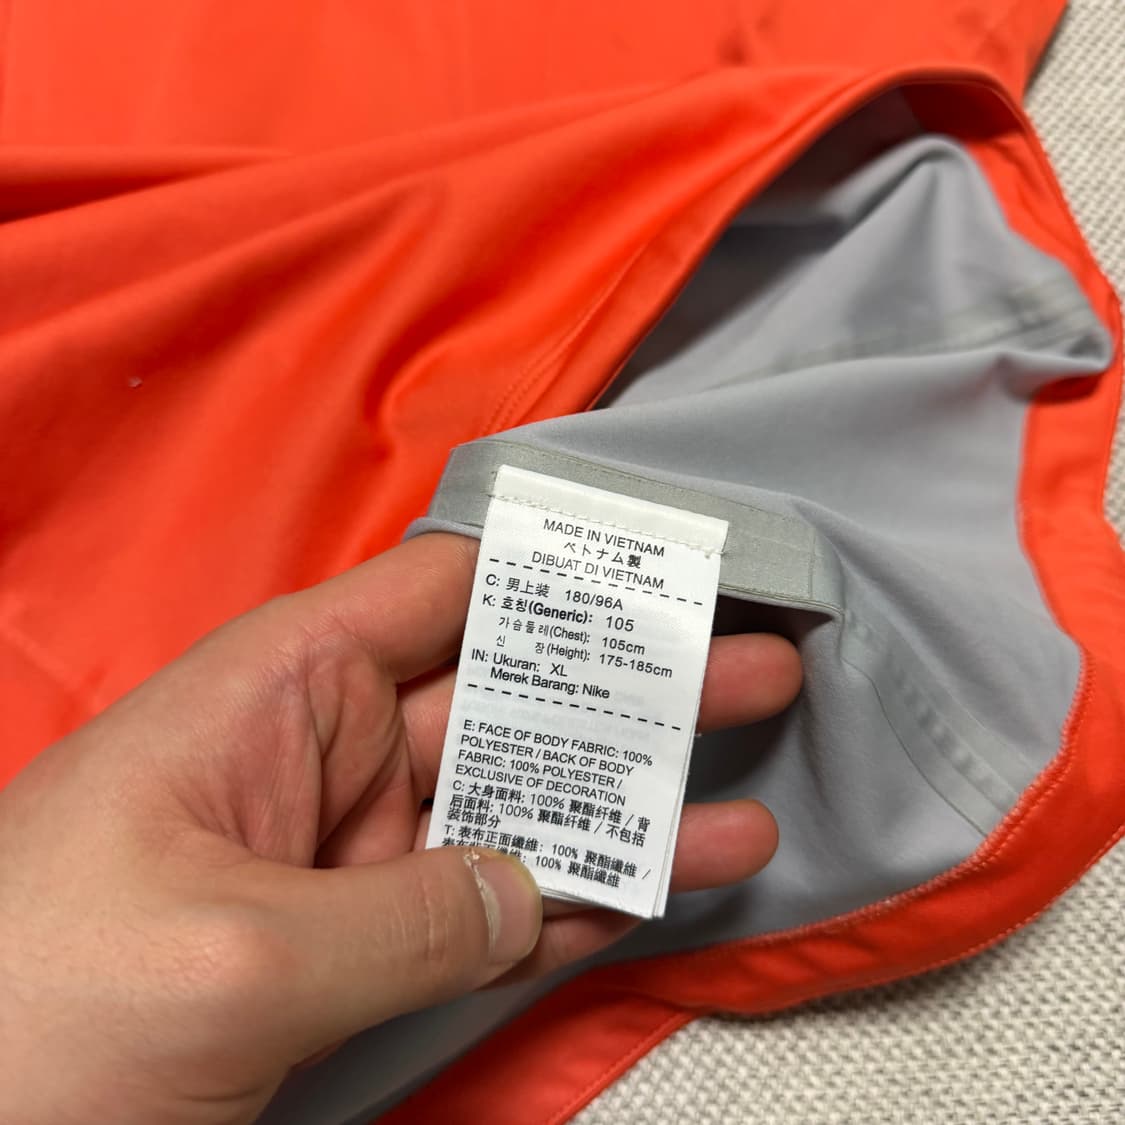 MADE IN VIETNAM
ベトナム製
DIBUAT DI VIETNAM
C: 男上装 180/96A
K: 호칭(Generic): 105
가슴둘레(Chest): 105cm
신 장(Height): 175-185cm
IN: Ukuran: XL
Merek Barang: Nike
E: FACE OF BODY FABRIC: 100%
POLYESTER / BACK OF BODY
FABRIC: 100% POLYESTER /
EXCLUSIVE OF DECORATION
C: 大身面料: 100% 聚酯纤维 / 背
后面料: 100% 聚酯纤维 / 不包括
装饰部分
T: 表布正面纖維: 100% 聚酯纖維 /
100% 聚酯纖維